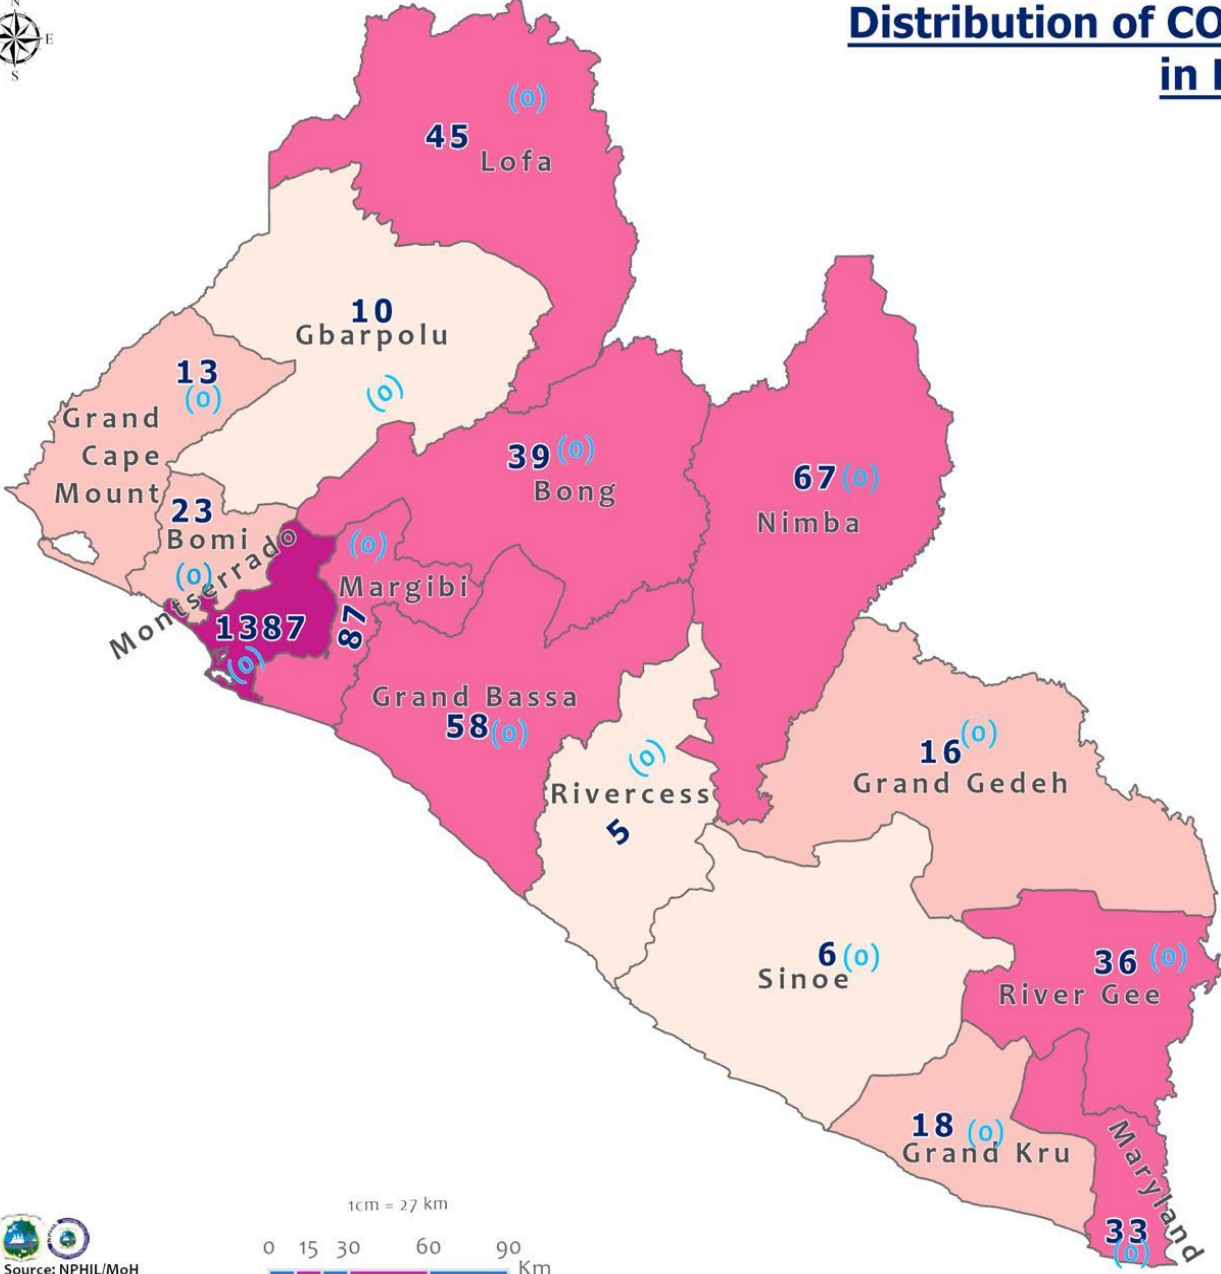 N
E
S
Distribution of CO
in
(0)
45
Lofa
10
Gbarpolu
(0)
13
(0)
Grand
Cape
Mount
39 (0)
Bong
67 (0)
Nimba
23
Bomi
(0)
Montserrado
1387
(0)
(0)
Margibi
87
Grand Bassa
58 (0)
(0)
Rivercess
5
16 (0)
Grand Gedeh
6 (0)
Sinoe
36 (0)
River Gee
18 (0)
Grand Kru
Maryland
33
(0)
1cm = 27 km
0 15 30 60 90
Km
Source: NPHIL/MoH